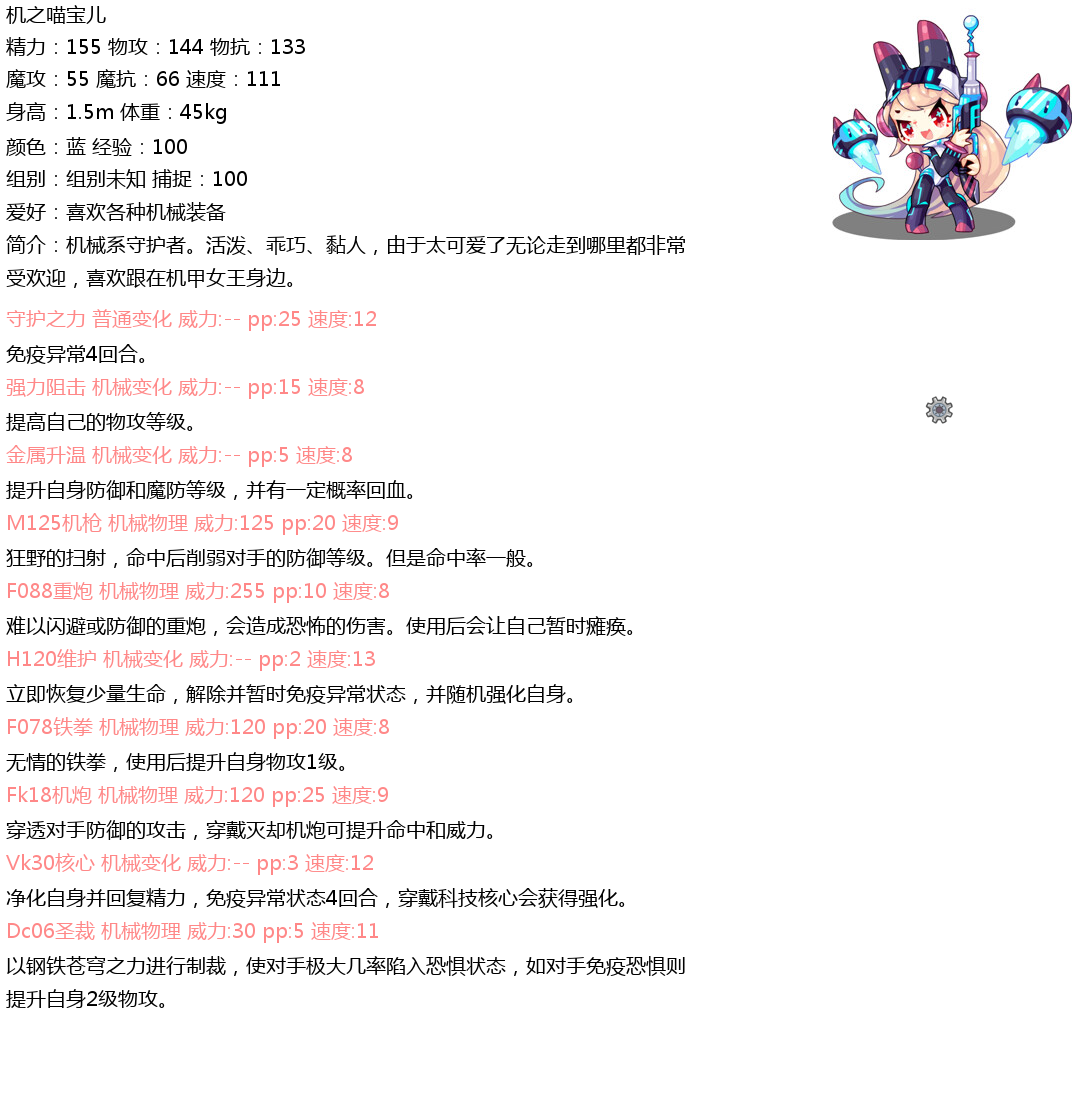 机之喵宝儿
精力：155 物攻：144 物抗：133
魔攻：55 魔抗：66 速度：111
身高：1.5m 体重：45kg
颜色：蓝 经验：100
组别：组别未知 捕捉：100
爱好：喜欢各种机械装备
简介：机械系守护者。活泼、乖巧、黏人，由于太可爱了无论走到哪里都非常
受欢迎，喜欢跟在机甲女王身边。
守护之力 普通变化 威力:-- pp:25 速度:12
免疫异常4回合。
强力阻击 机械变化 威力:-- pp:15 速度:8
提高自己的物攻等级。
金属升温 机械变化 威力:-- pp:5 速度:8
提升自身防御和魔防等级，并有一定概率回血。
M125机枪 机械物理 威力:125 pp:20 速度:9
狂野的扫射，命中后削弱对手的防御等级。但是命中率一般。
F088重炮 机械物理 威力:255 pp:10 速度:8
难以闪避或防御的重炮，会造成恐怖的伤害。使用后会让自己暂时瘫痪。
H120维护 机械变化 威力:-- pp:2 速度:13
立即恢复少量生命，解除并暂时免疫异常状态，并随机强化自身。
F078铁拳 机械物理 威力:120 pp:20 速度:8
无情的铁拳，使用后提升自身物攻1级。
Fk18机炮 机械物理 威力:120 pp:25 速度:9
穿透对手防御的攻击，穿戴灭却机炮可提升命中和威力。
Vk30核心 机械变化 威力:-- pp:3 速度:12
净化自身并回复精力，免疫异常状态4回合，穿戴科技核心会获得强化。
Dc06圣裁 机械物理 威力:30 pp:5 速度:11
以钢铁苍穹之力进行制裁，使对手极大几率陷入恐惧状态，如对手免疫恐惧则
提升自身2级物攻。